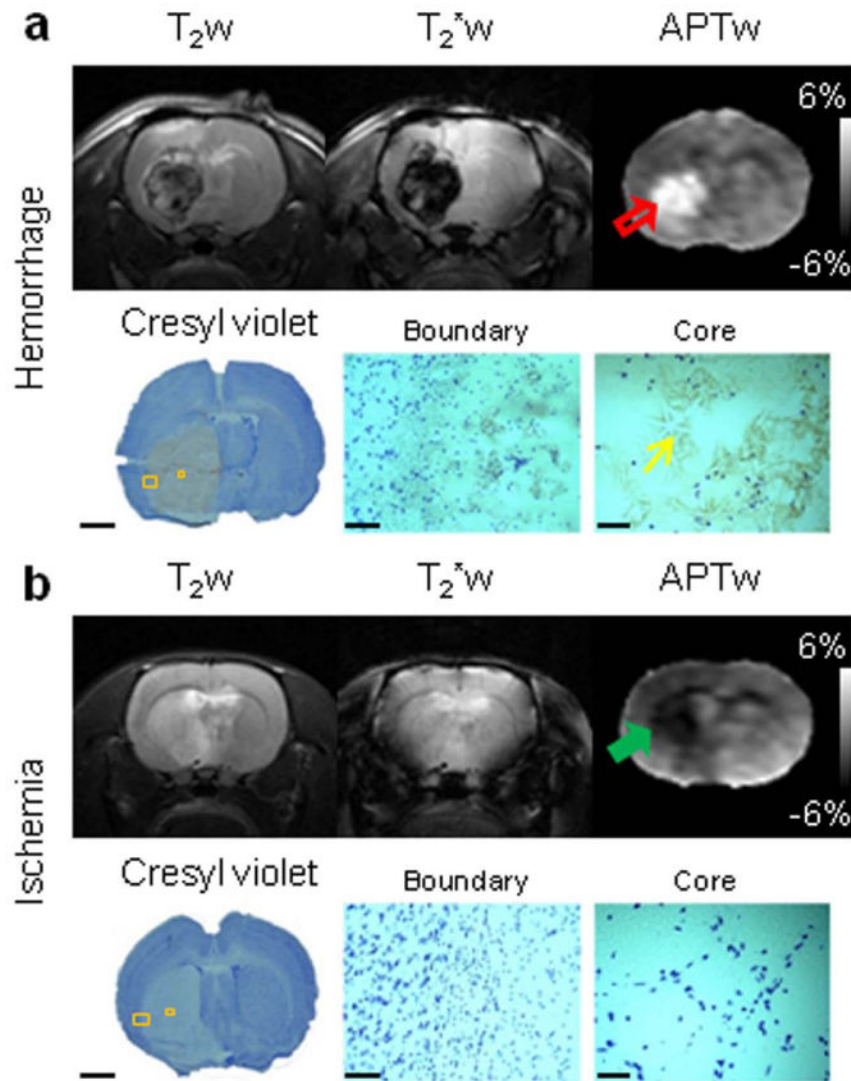 a
T₂w T₂*w APTw
6%
-6%
Hemorrhage
Cresyl violet Boundary Core
b
T₂w T₂*w APTw
6%
-6%
Ischemia
Cresyl violet Boundary Core